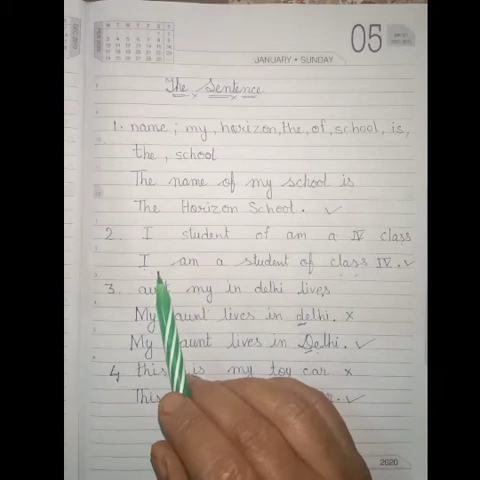 05
JANUARY • SUNDAY
The Sentence
1. name; my, horizon, the, of, school, is,
the, school
The name of my school is
The Horizon School. ✓
2. I student of am a IV class
I am a student of class IV. ✓
3. aunt my in delhi lives
My aunt lives in delhi. ×
My aunt lives in Delhi. ✓
4 this is my toy car ×
This ✓
2020